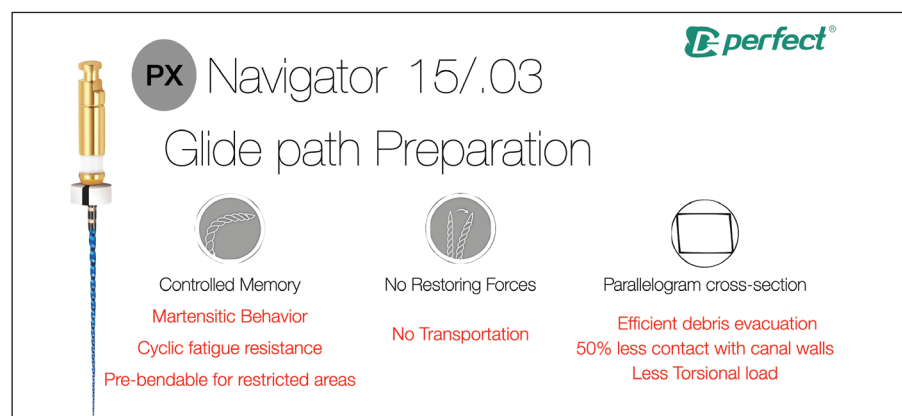 perfect®
PX Navigator 15/.03
Glide path Preparation
Controlled Memory
Martensitic Behavior
Cyclic fatigue resistance
Pre-bendable for restricted areas
No Restoring Forces
No Transportation
Parallelogram cross-section
Efficient debris evacuation
50% less contact with canal walls
Less Torsional load